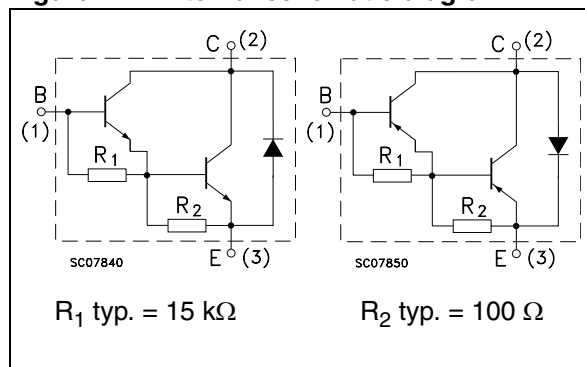 C (2)
C (2)
B
(1)
B
(1)
R1
R1
R2
R2
SC07840
E (3)
SC07850
E (3)
R1 typ. = 15 kΩ
R2 typ. = 100 Ω